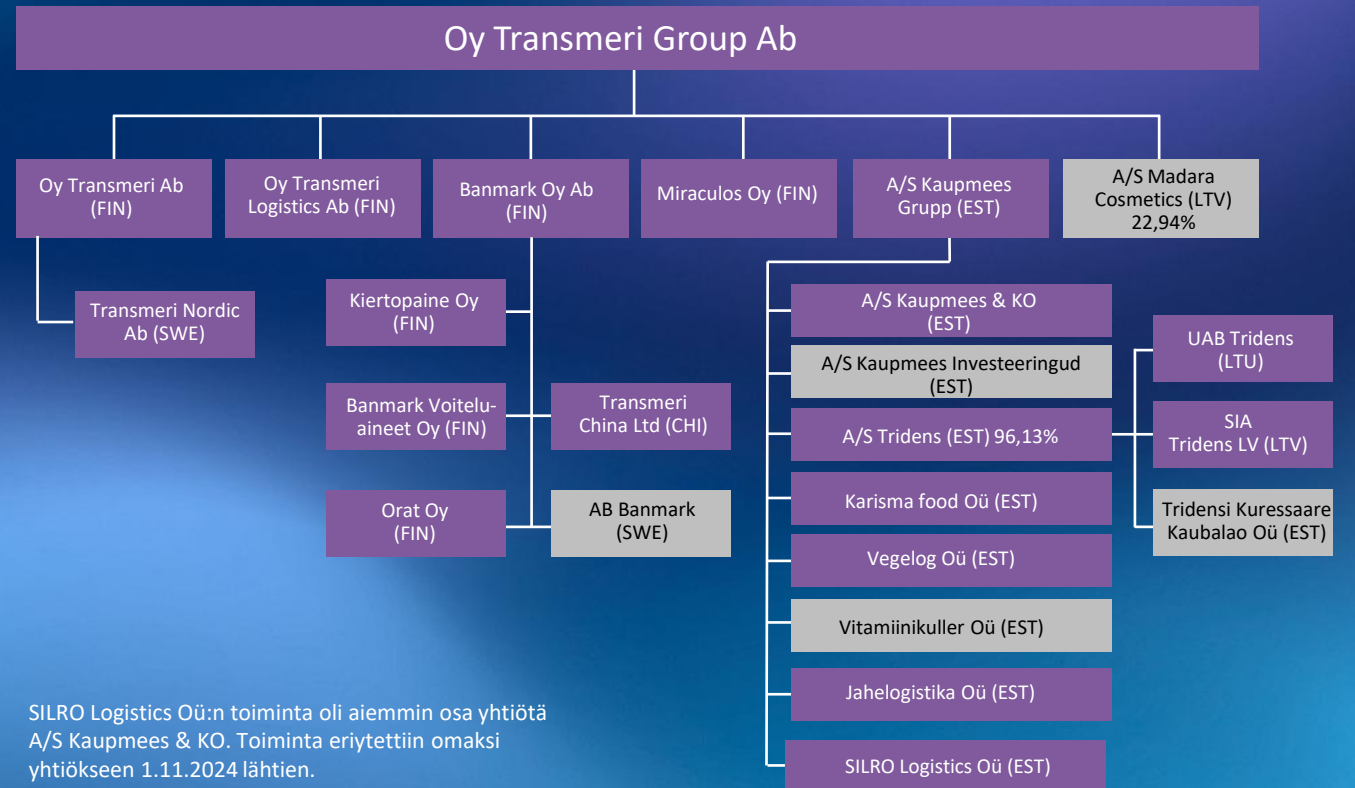 Oy Transmeri Group Ab
Oy Transmeri Ab
(FIN)
Oy Transmeri
Logistics Ab (FIN)
Banmark Oy Ab
(FIN)
Miraculos Oy (FIN)
A/S Kaupmees
Grupp (EST)
A/S Madara
Cosmetics (LTV)
22,94%
Transmeri Nordic
Ab (SWE)
Kiertopaine Oy
(FIN)
Banmark Voitelu-
aineet Oy (FIN)
Transmeri
China Ltd (CHI)
Orat Oy
(FIN)
AB Banmark
(SWE)
A/S Kaupmees & KO
(EST)
A/S Kaupmees Investeeringud
(EST)
A/S Tridens (EST) 96,13%
Karisma food Oü (EST)
Vegelog Oü (EST)
Vitamiinikuller Oü (EST)
Jahelogistika Oü (EST)
SILRO Logistics Oü (EST)
UAB Tridens
(LTU)
SIA
Tridens LV (LTV)
Tridensi Kuressaare
Kaubalao Oü (EST)
SILRO Logistics Oü:n toiminta oli aiemmin osa yhtiötä
A/S Kaupmees & KO. Toiminta eriytettiin omaksi
yhtiökseen 1.11.2024 lähtien.